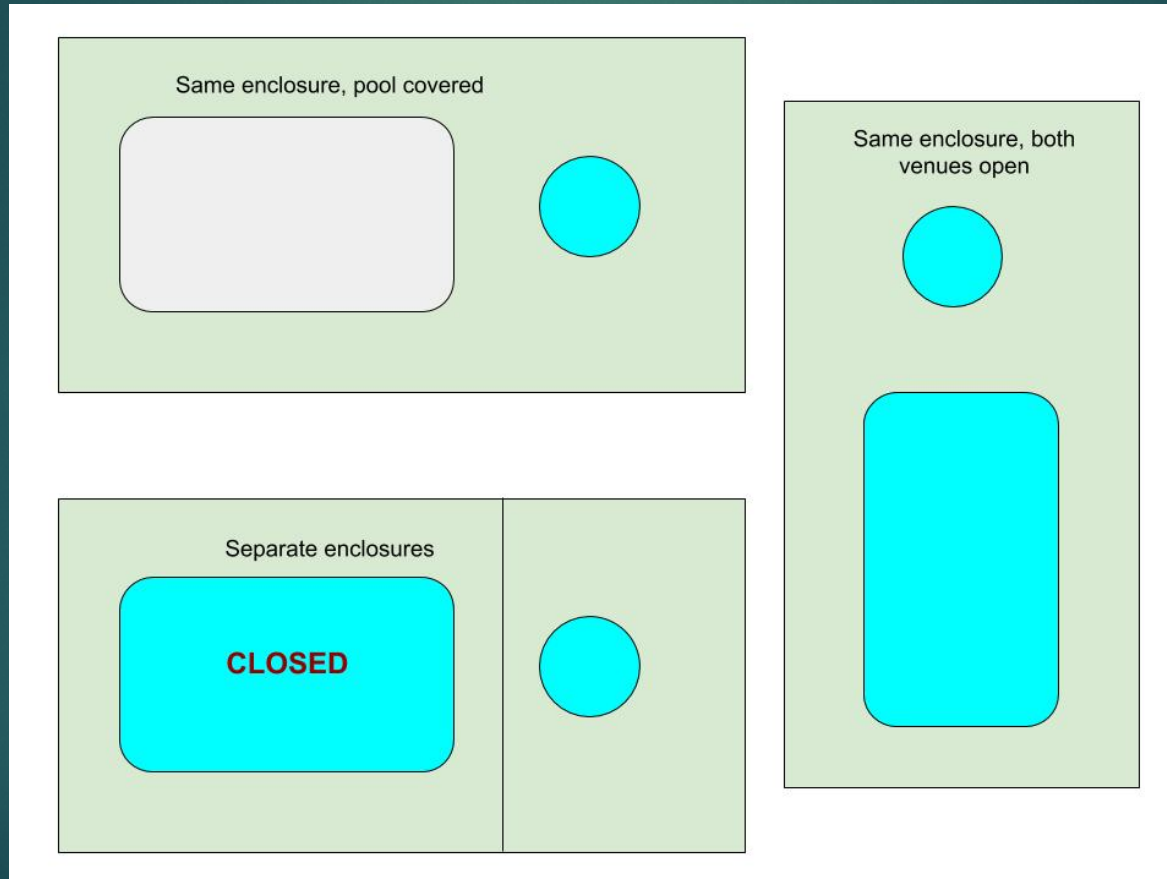 Same enclosure, pool covered
Same enclosure, both
venues open
Separate enclosures
CLOSED